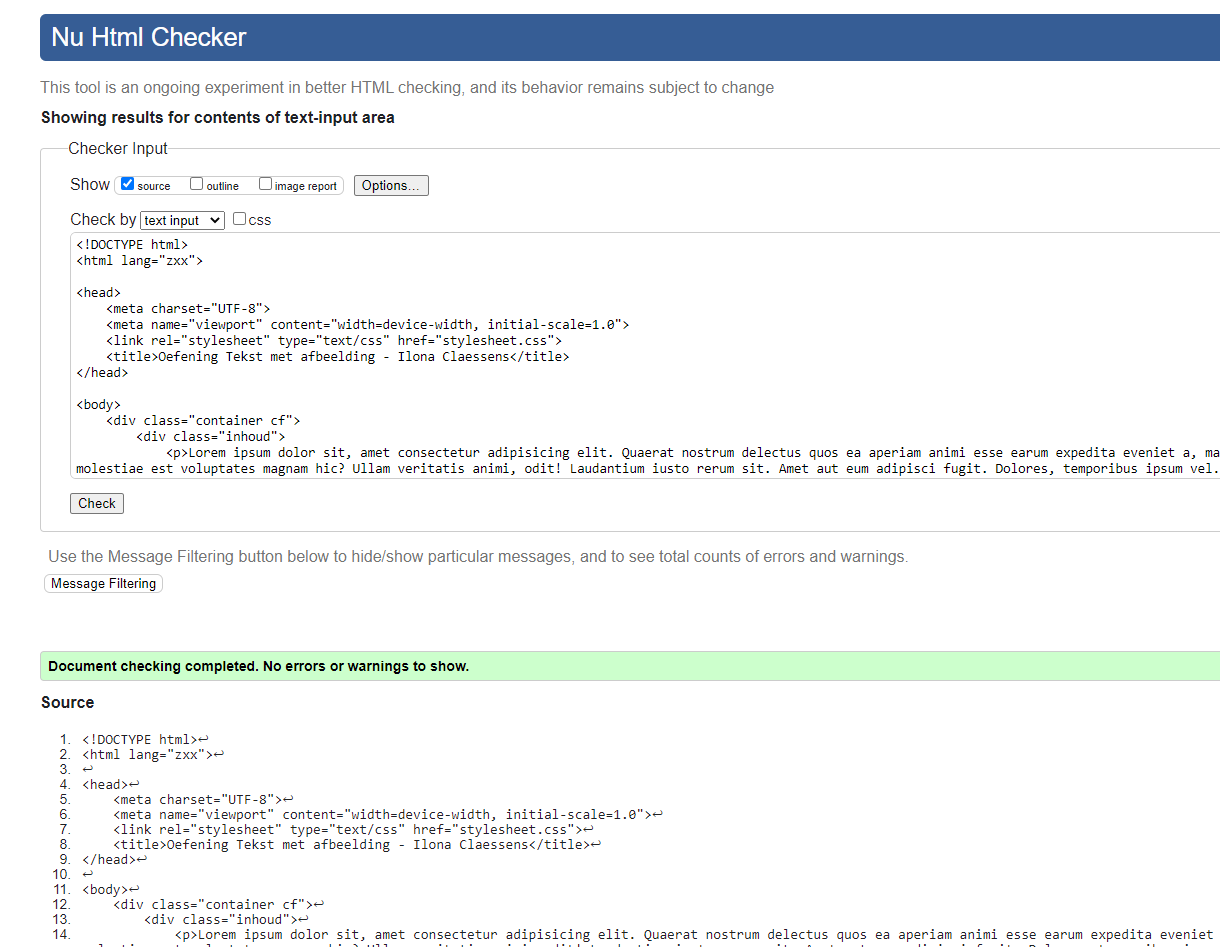 Nu Html Checker
This tool is an ongoing experiment in better HTML checking, and its behavior remains subject to change
Showing results for contents of text-input area
Checker Input
Show source outline image report Options...
Check by text input css
<!DOCTYPE html>
<html lang="zxx">
<head>
<meta charset="UTF-8">
<meta name="viewport" content="width=device-width, initial-scale=1.0">
<link rel="stylesheet" type="text/css" href="stylesheet.css">
<title>Oefening Tekst met afbeelding - Ilona Claessens</title>
</head>
<body>
<div class="container cf">
<div class="inhoud">
<p>Lorem ipsum dolor sit, amet consectetur adipisicing elit. Quaerat nostrum delectus quos ea aperiam animi esse earum expedita eveniet a, ma
molestiae est voluptates magnam hic? Ullam veritatis animi, odit! Laudantium iusto rerum sit. Amet aut eum adipisci fugit. Dolores, temporibus ipsum vel.
Check
Use the Message Filtering button below to hide/show particular messages, and to see total counts of errors and warnings.
Message Filtering
Document checking completed. No errors or warnings to show.
Source
1. <!DOCTYPE html>↩
2. <html lang="zxx">↩
3. ↩
4. <head>↩
5. <meta charset="UTF-8">↩
6. <meta name="viewport" content="width=device-width, initial-scale=1.0">↩
7. <link rel="stylesheet" type="text/css" href="stylesheet.css">↩
8. <title>Oefening Tekst met afbeelding - Ilona Claessens</title>↩
9. </head>↩
10. ↩
11. <body>↩
12. <div class="container cf">↩
13. <div class="inhoud">↩
14. <p>Lorem ipsum dolor sit, amet consectetur adipisicing elit. Quaerat nostrum delectus quos ea aperiam animi esse earum expedita eveniet